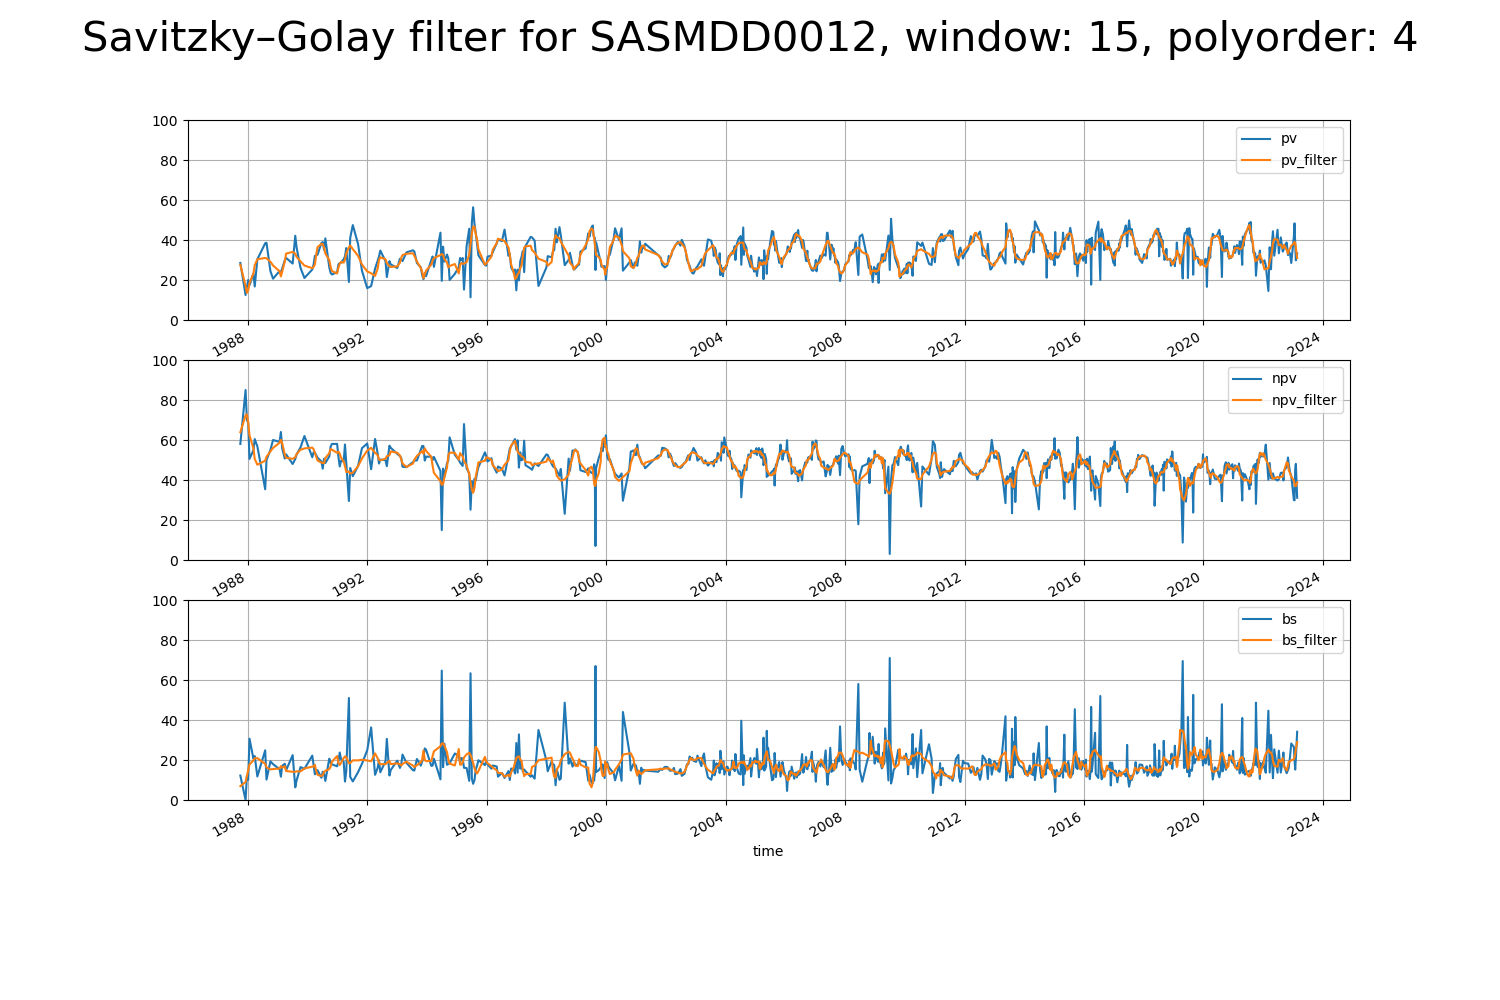 Savitzky–Golay filter for SASMDD0012, window: 15, polyorder: 4
100
80
60
40
20
0
pv
pv_filter
1988 1992 1996 2000 2004 2008 2012 2016 2020 2024
100
80
60
40
20
0
npv
npv_filter
1988 1992 1996 2000 2004 2008 2012 2016 2020 2024
100
80
60
40
20
0
bs
bs_filter
1988 1992 1996 2000 2004 2008 2012 2016 2020 2024
time